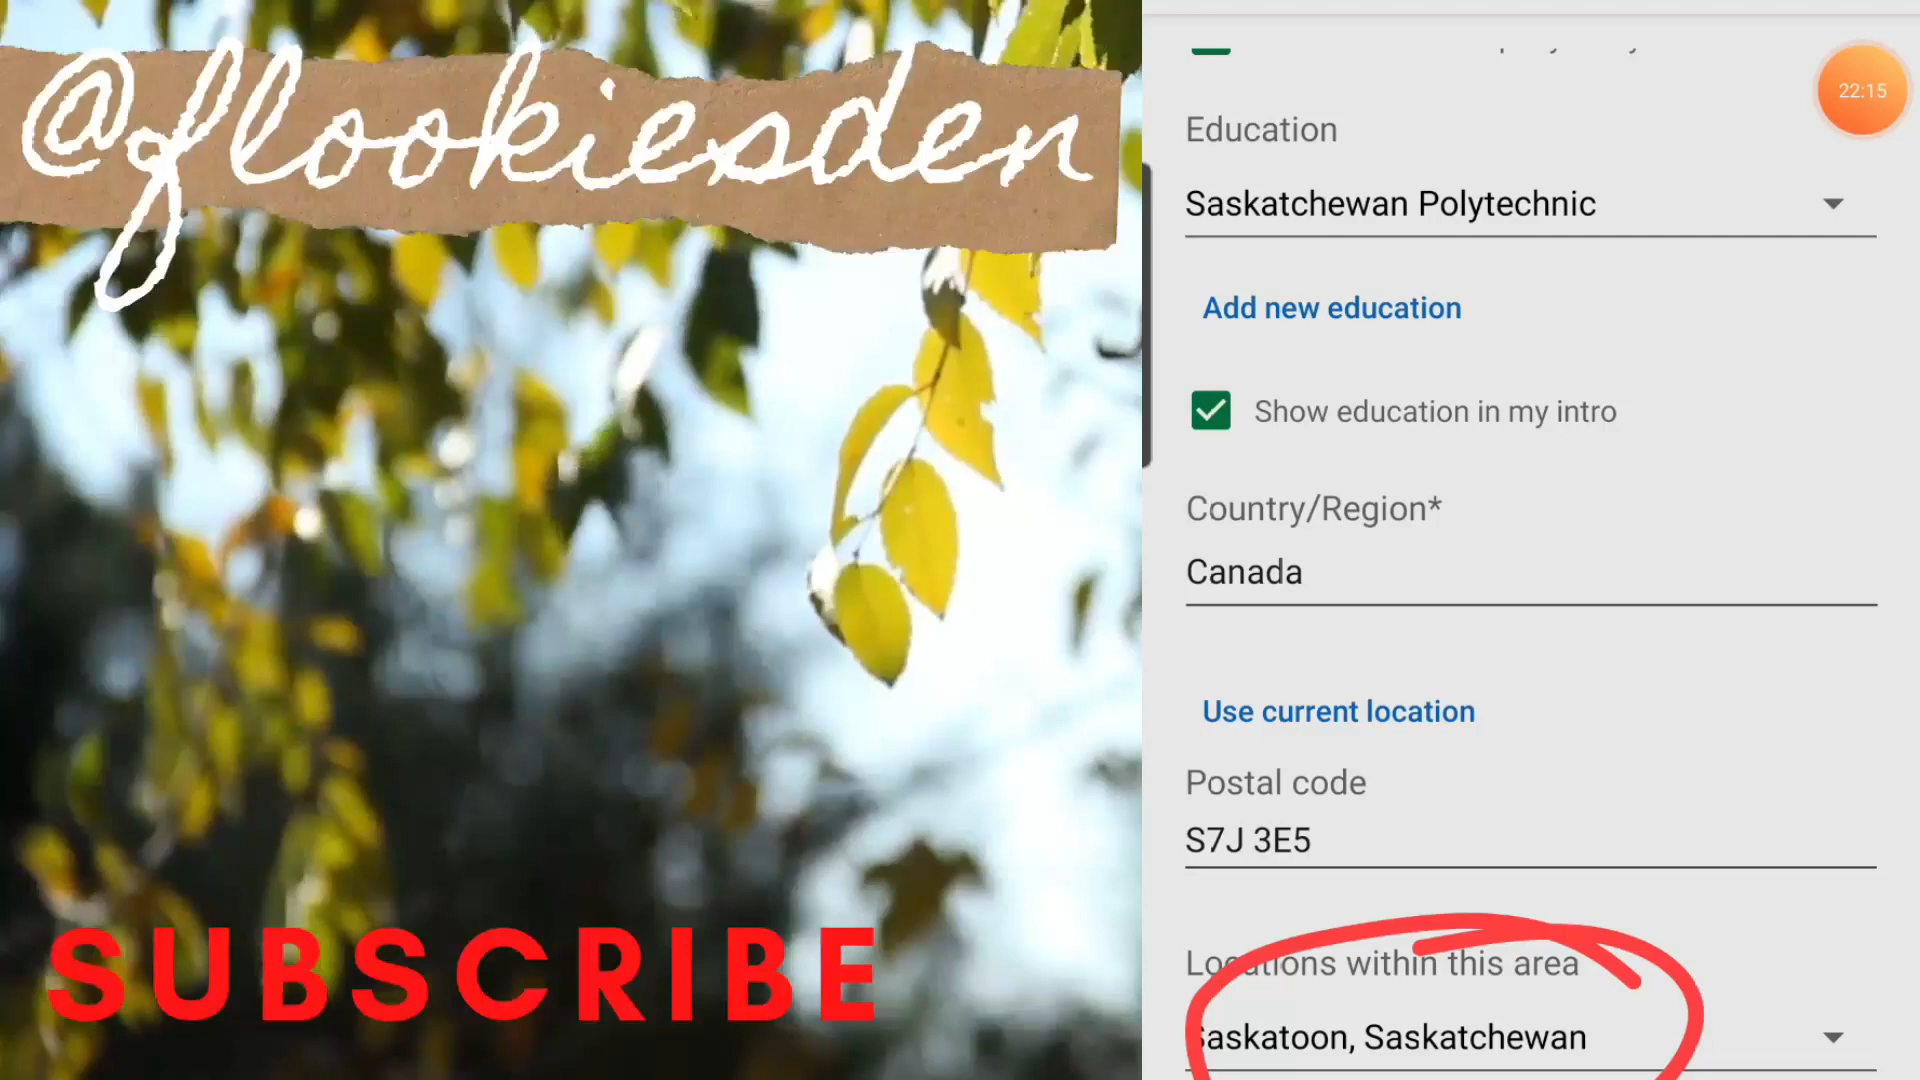 @flookiesden
SUBSCRIBE
22:15
Education
Saskatchewan Polytechnic
Add new education
Show education in my intro
Country/Region*
Canada
Use current location
Postal code
S7J 3E5
Locations within this area
Saskatoon, Saskatchewan